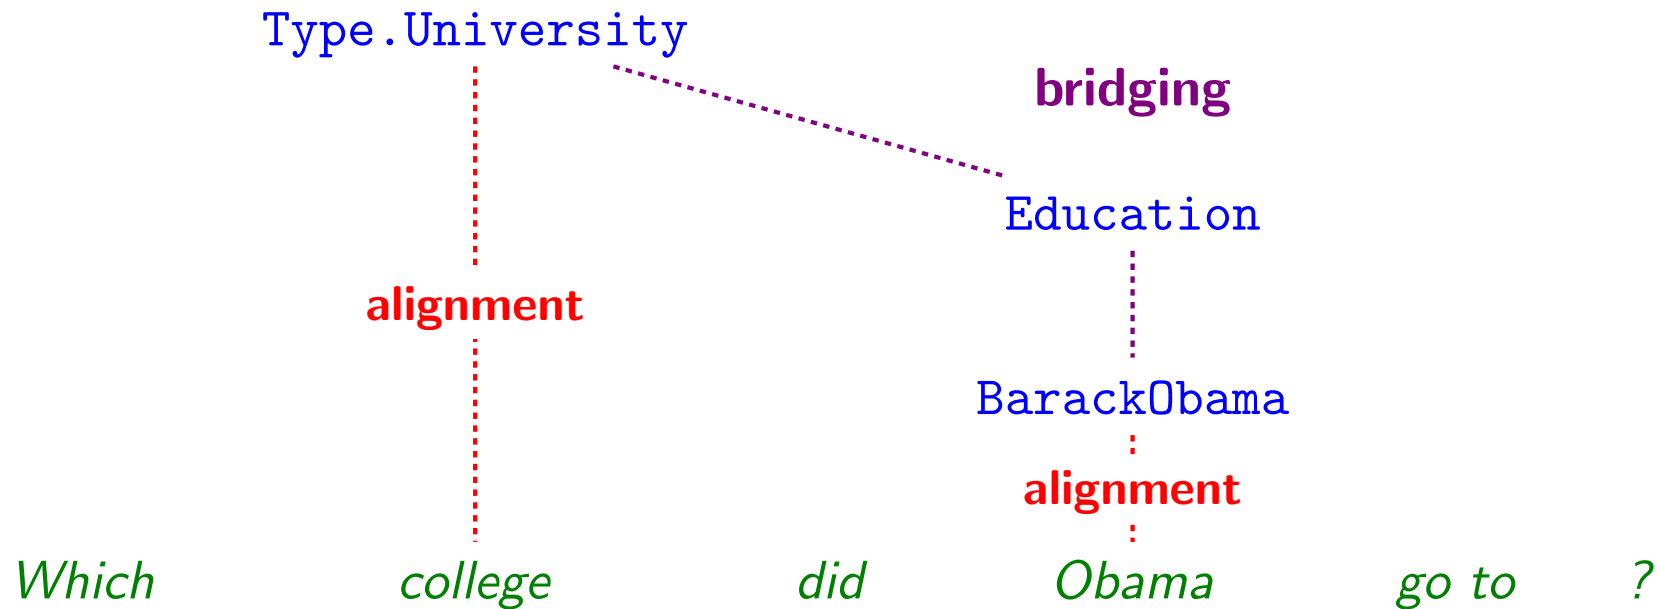 Type.University
bridging
Education
alignment
BarackObama
alignment
Which college did Obama go to ?